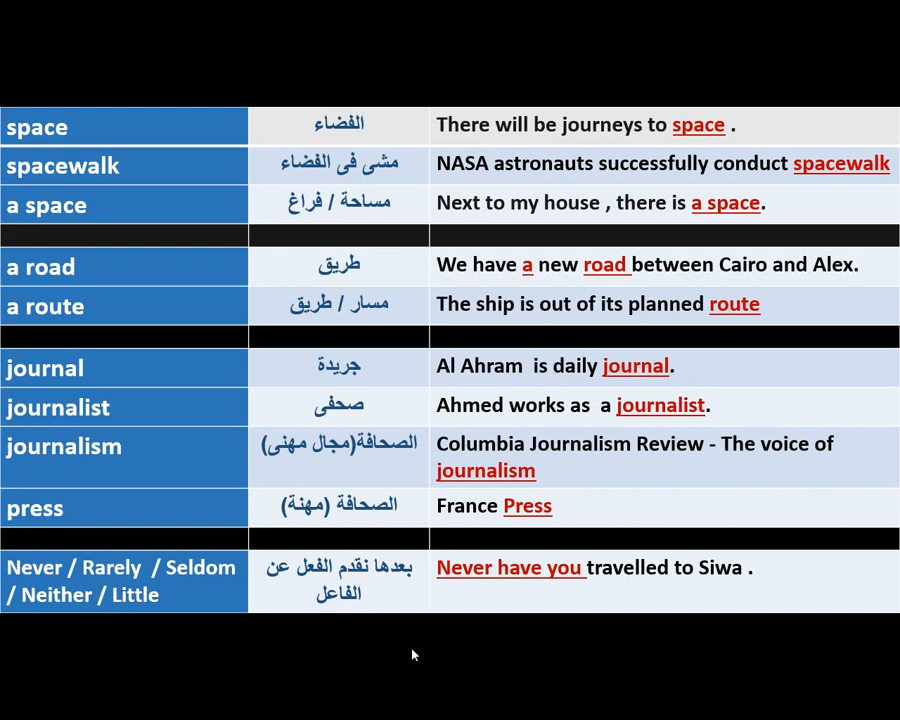 space الفضاء There will be journeys to space .
spacewalk مشى فى الفضاء NASA astronauts successfully conduct spacewalk
a space مساحة / فراغ Next to my house , there is a space.
a road طريق We have a new road between Cairo and Alex.
a route مسار / طريق The ship is out of its planned route
journal جريدة Al Ahram is daily journal.
journalist صحفى Ahmed works as a journalist.
journalism الصحافة(مجال مهنى) Columbia Journalism Review - The voice of
journalism
press الصحافة (مهنة) France Press
Never / Rarely / Seldom بعدها نقدم الفعل عن Never have you travelled to Siwa .
/ Neither / Little الفاعل